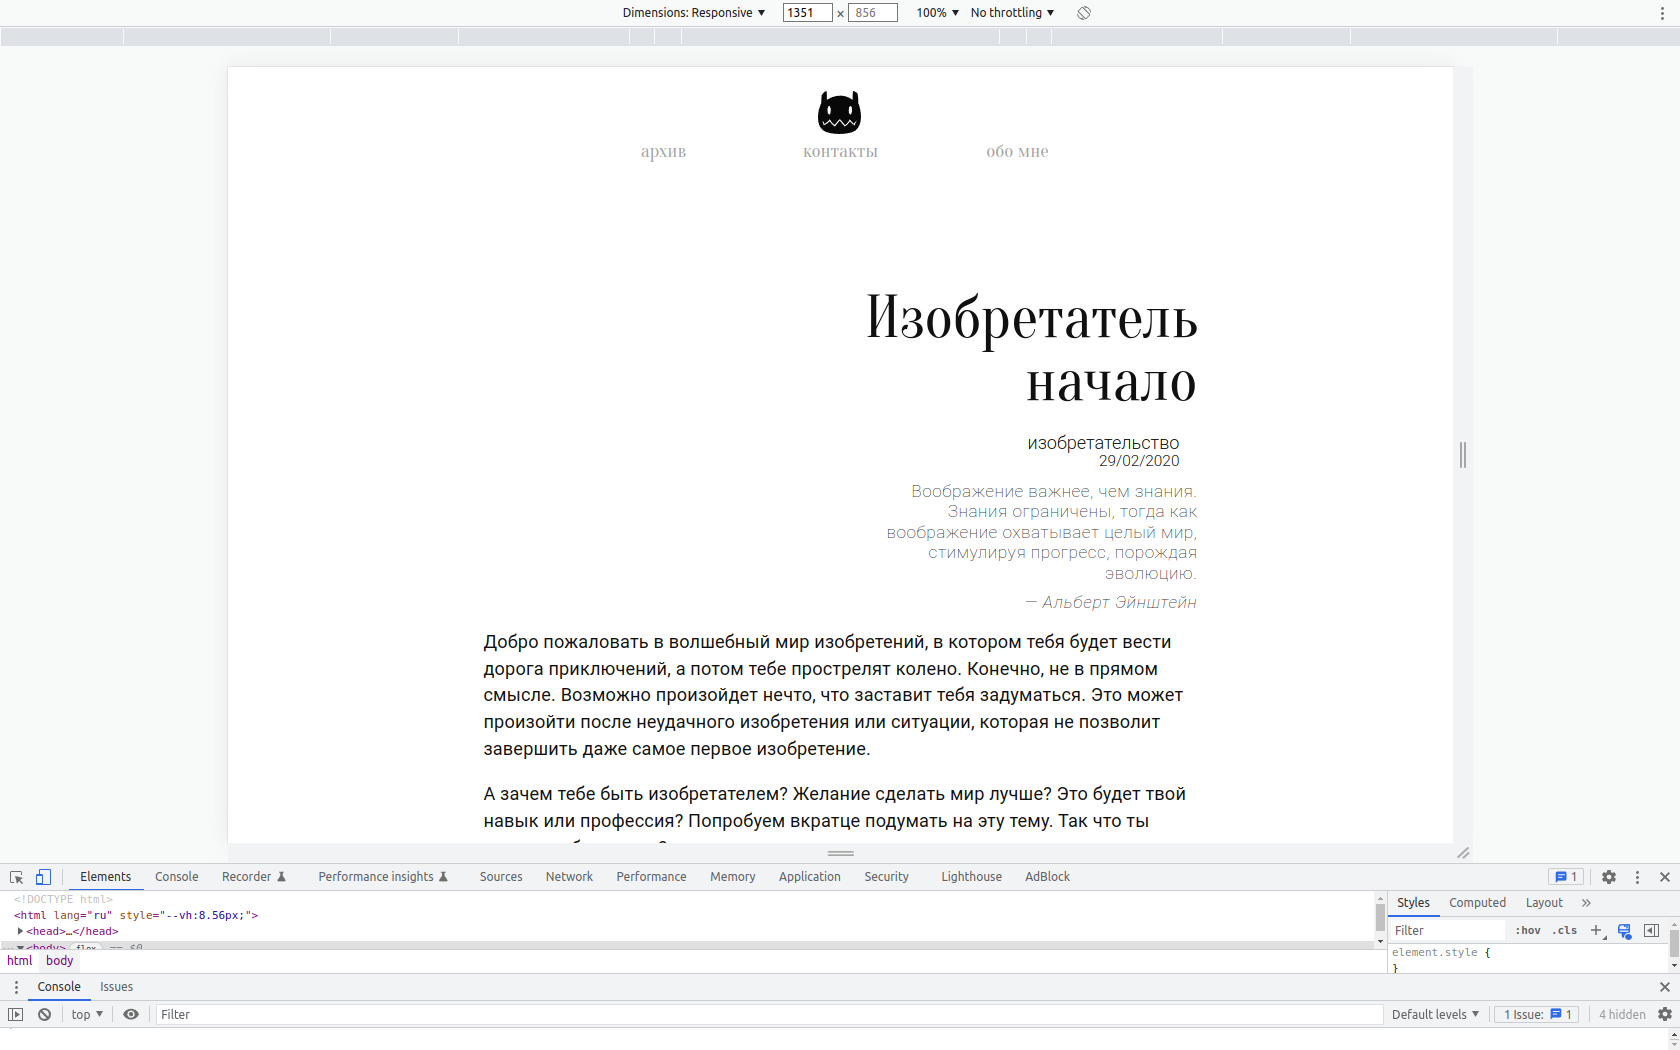 Dimensions: Responsive 1351 × 856 100% No throttling
архив контакты обо мне
Изобретатель
начало
изобретательство
29/02/2020
Воображение важнее, чем знания.
Знания ограничены, тогда как
воображение охватывает целый мир,
стимулируя прогресс, порождая
эволюцию.
— Альберт Эйнштейн
Добро пожаловать в волшебный мир изобретений, в котором тебя будет вести
дорога приключений, а потом тебе прострелят колено. Конечно, не в прямом
смысле. Возможно произойдет нечто, что заставит тебя задуматься. Это может
произойти после неудачного изобретения или ситуации, которая не позволит
завершить даже самое первое изобретение.
А зачем тебе быть изобретателем? Желание сделать мир лучше? Это будет твой
навык или профессия? Попробуем вкратце подумать на эту тему. Так что ты
Elements Console Recorder Performance insights Sources Network Performance Memory Application Security Lighthouse AdBlock 1
<!DOCTYPE html>
<html lang="ru" style="--vh:8.56px;">
<head>…</head>
<body> flex == $0
html body
Styles Computed Layout »
Filter :hov .cls
element.style {
}
Console Issues
top Filter Default levels 1 Issue: 1 4 hidden